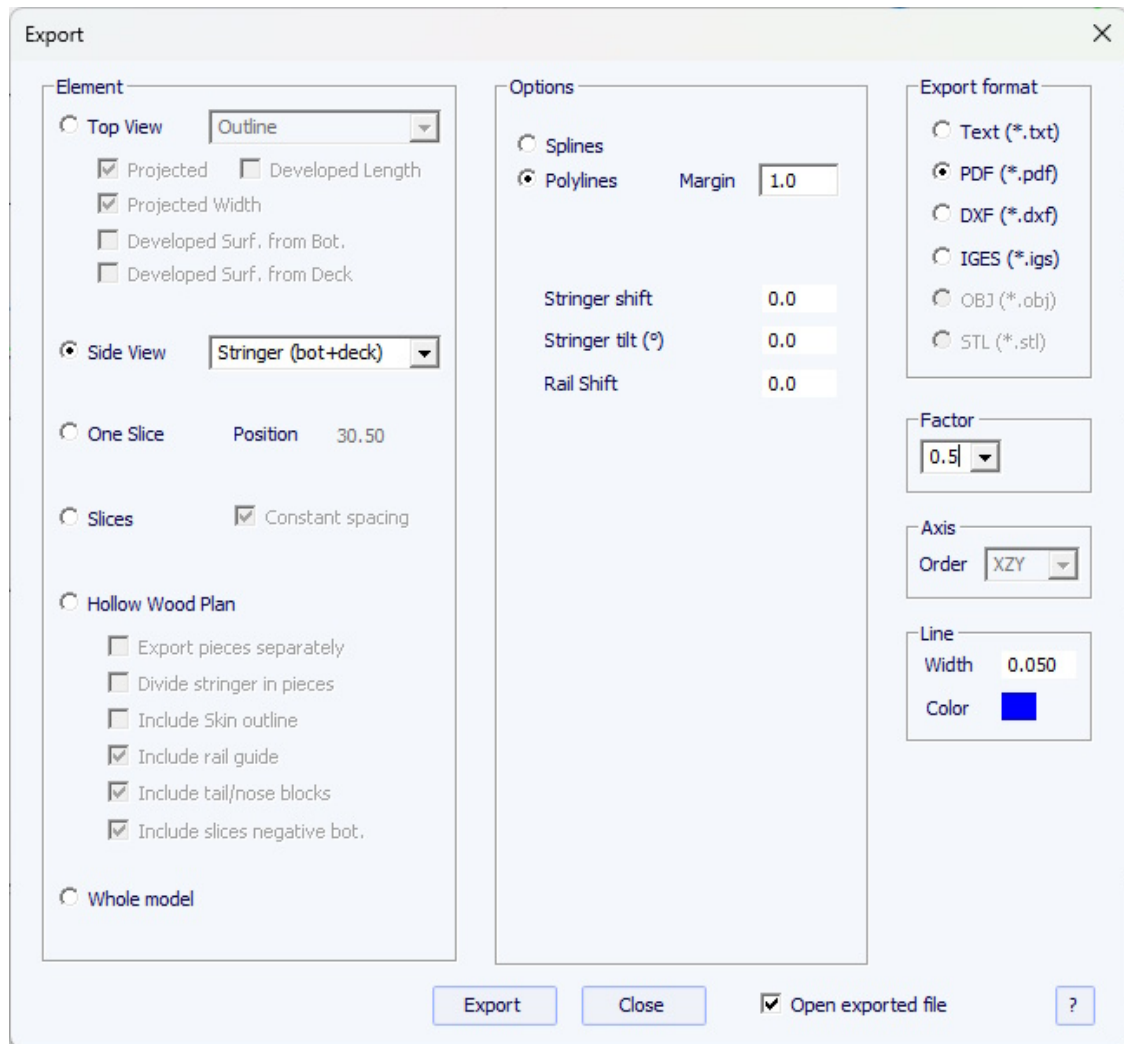 Export
Element
Top View Outline
Projected Developed Length
Projected Width
Developed Surf. from Bot.
Developed Surf. from Deck
Side View Stringer (bot+deck)
One Slice Position 30.50
Slices Constant spacing
Hollow Wood Plan
Export pieces separately
Divide stringer in pieces
Include Skin outline
Include rail guide
Include tail/nose blocks
Include slices negative bot.
Whole model
Options
Splines
Polylines Margin 1.0
Stringer shift 0.0
Stringer tilt (º) 0.0
Rail Shift 0.0
Export format
Text (*.txt)
PDF (*.pdf)
DXF (*.dxf)
IGES (*.igs)
OBJ (*.obj)
STL (*.stl)
Factor
0.5
Axis
Order XZY
Line
Width 0.050
Color
Export Close Open exported file ?